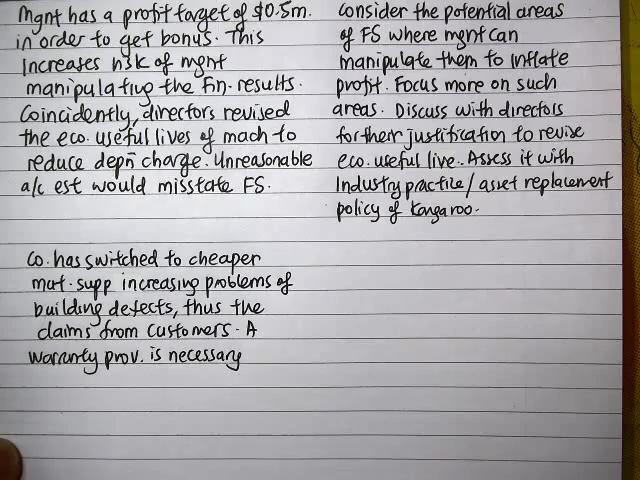 Mgnt has a profit target of $0.5m.
in order to get bonus. This
Increases risk of mgnt
manipulating the Fin. results.
Coincidently, directors revised
the eco. useful lives of mach to
reduce depn charge. Unreasonable
a/c est would misstate FS.
Consider the potential areas
of FS where mgnt can
manipulate them to inflate
profit. Focus more on such
areas. Discuss with directors
for their justification to revise
eco. useful live. Assess it with
Industry practice / asset replacement
policy of Kangaroo.
Co. has switched to cheaper
mat. supp increasing problems of
building defects, thus the
claims from customers. A
warranty prov. is necessary